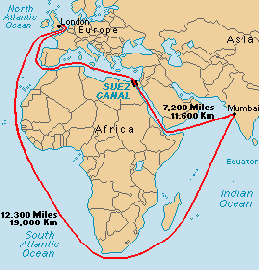 North
Atlantic
Ocean
London
Europe
Asia
SUEZ
CANAL
7,200 Miles
11,600 Km
Mumbai
Africa
Equator
Indian
Ocean
12,300 Miles
19,000 Km
South
Atlantic
Ocean